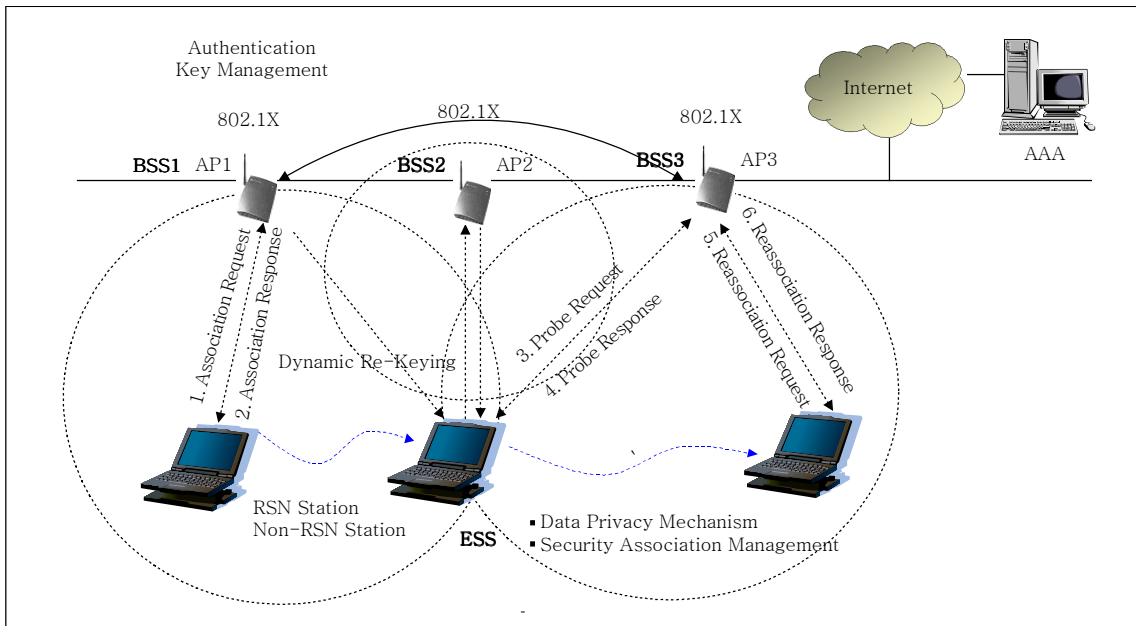 Authentication
Key Management
802.1X
802.1X
802.1X
Internet
AAA
BSS1
AP1
BSS2
AP2
BSS3
AP3
1. Association Request
2. Association Response
Dynamic Re-Keying
3. Probe Request
4. Probe Response
5. Reassociation Request
6. Reassociation Response
RSN Station
Non-RSN Station
ESS
▪ Data Privacy Mechanism
▪ Security Association Management